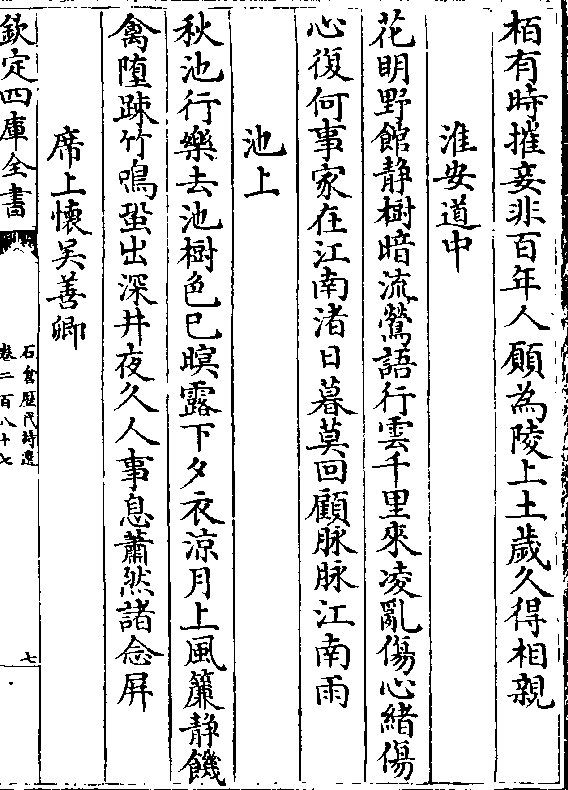 栢有時摧妾非百年人願為陵上土歲久得相親
淮安道中
花明野館静樹暗流鶯語行雲千里來凌亂傷心緒傷
心復何事家在江南渚日暮莫回顧脉脉江南雨
池上
秋池行樂去池樹色已暝露下夕衣涼月上風簾静饑
禽墮踈竹鳴蛩出深井夜久人事息蕭然諸念屏
席上懷吴善卿
欽定四庫全書
石倉歴代詩選
卷二百八十七
七